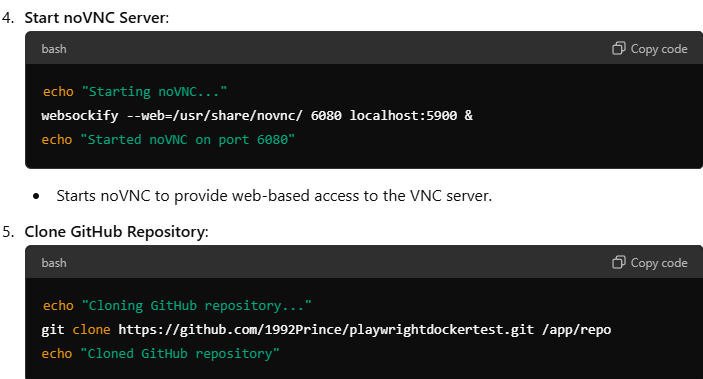 4. Start noVNC Server:
bash
Copy code
echo "Starting noVNC..."
websockify --web=/usr/share/novnc/ 6080 localhost:5900 &
echo "Started noVNC on port 6080"
• Starts noVNC to provide web-based access to the VNC server.
5. Clone GitHub Repository:
bash
Copy code
echo "Cloning GitHub repository..."
git clone https://github.com/1992Prince/playwrightdockertest.git /app/repo
echo "Cloned GitHub repository"